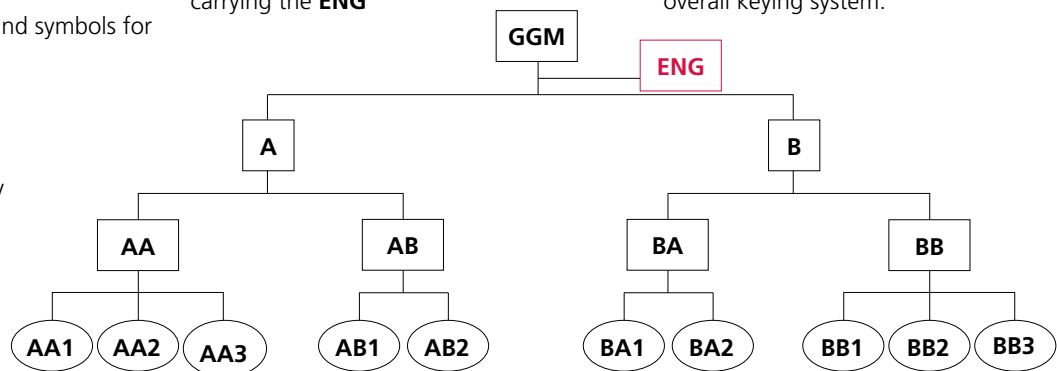 carrying the ENG
overall keying system.
nd symbols for
GGM
ENG
A
B
AA
AB
BA
BB
AA1
AA2
AA3
AB1
AB2
BA1
BA2
BB1
BB2
BB3